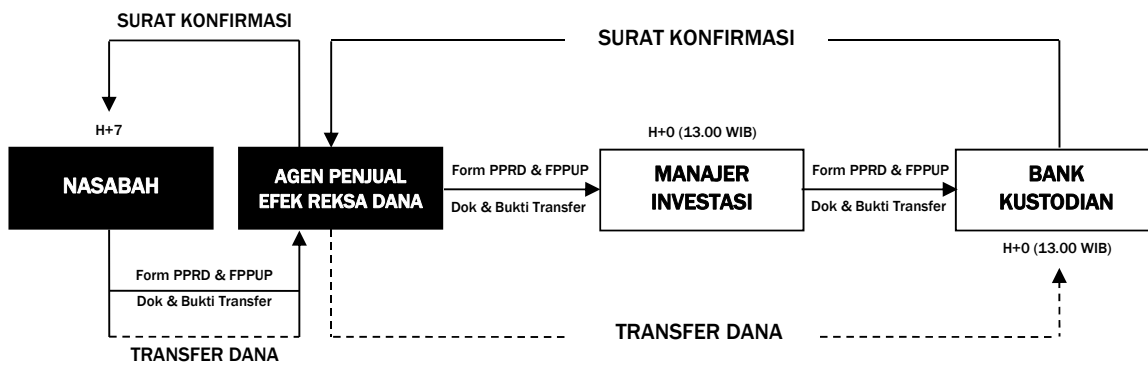 SURAT KONFIRMASI
SURAT KONFIRMASI
H+7
H+0 (13.00 WIB)
NASABAH
AGEN PENJUAL
EFEK REKSA DANA
Form PPRD & FPPUP
Dok & Bukti Transfer
MANAJER
INVESTASI
Form PPRD & FPPUP
Dok & Bukti Transfer
BANK
KUSTODIAN
H+0 (13.00 WIB)
Form PPRD & FPPUP
Dok & Bukti Transfer
TRANSFER DANA
TRANSFER DANA